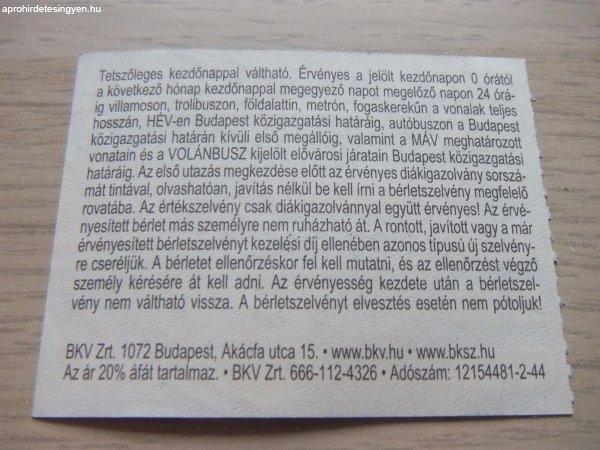 aprohirdetesingyen.hu
Tetszőleges kezdőnappal váltható. Érvényes a jelölt kezdőnapon 0 órától
a következő hónap kezdőnappal megegyező napot megelőző napon 24 órá-
ig villamoson, trolibuszon, földalattin, metrón, fogaskerekűn a vonalak teljes
hosszán, HÉV-en Budapest közigazgatási határáig, autóbuszon a Budapest
közigazgatási határán kívüli első megállóig, valamint a MÁV meghatározott
vonatain és a VOLÁNBUSZ kijelölt elővárosi járatain Budapest közigazgatási
határáig. Az első utazás megkezdése előtt az érvényes diákigazolvány sorszá-
mát tintával, olvashatóan, javítás nélkül be kell írni a bérletszelvény megfelelő
rovatába. Az értékszelvény csak diákigazolvánnyal együtt érvényes! Az érvé-
nyesített bérlet más személyre nem ruházható át. A rontott, javított vagy a már
érvényesített bérletszelvényt kezelési díj ellenében azonos típusú új szelvény-
re cseréljük. A bérletet ellenőrzéskor fel kell mutatni, és az ellenőrzést végző
személy kérésére át kell adni. Az érvényesség kezdete után a bérletszel-
vény nem váltható vissza. A bérletszelvényt elvesztés esetén nem pótoljuk!
BKV Zrt. 1072 Budapest, Akácfa utca 15. • www.bkv.hu • www.bksz.hu
Az ár 20% áfát tartalmaz. • BKV Zrt. 666-112-4326 • Adószám: 12154481-2-44